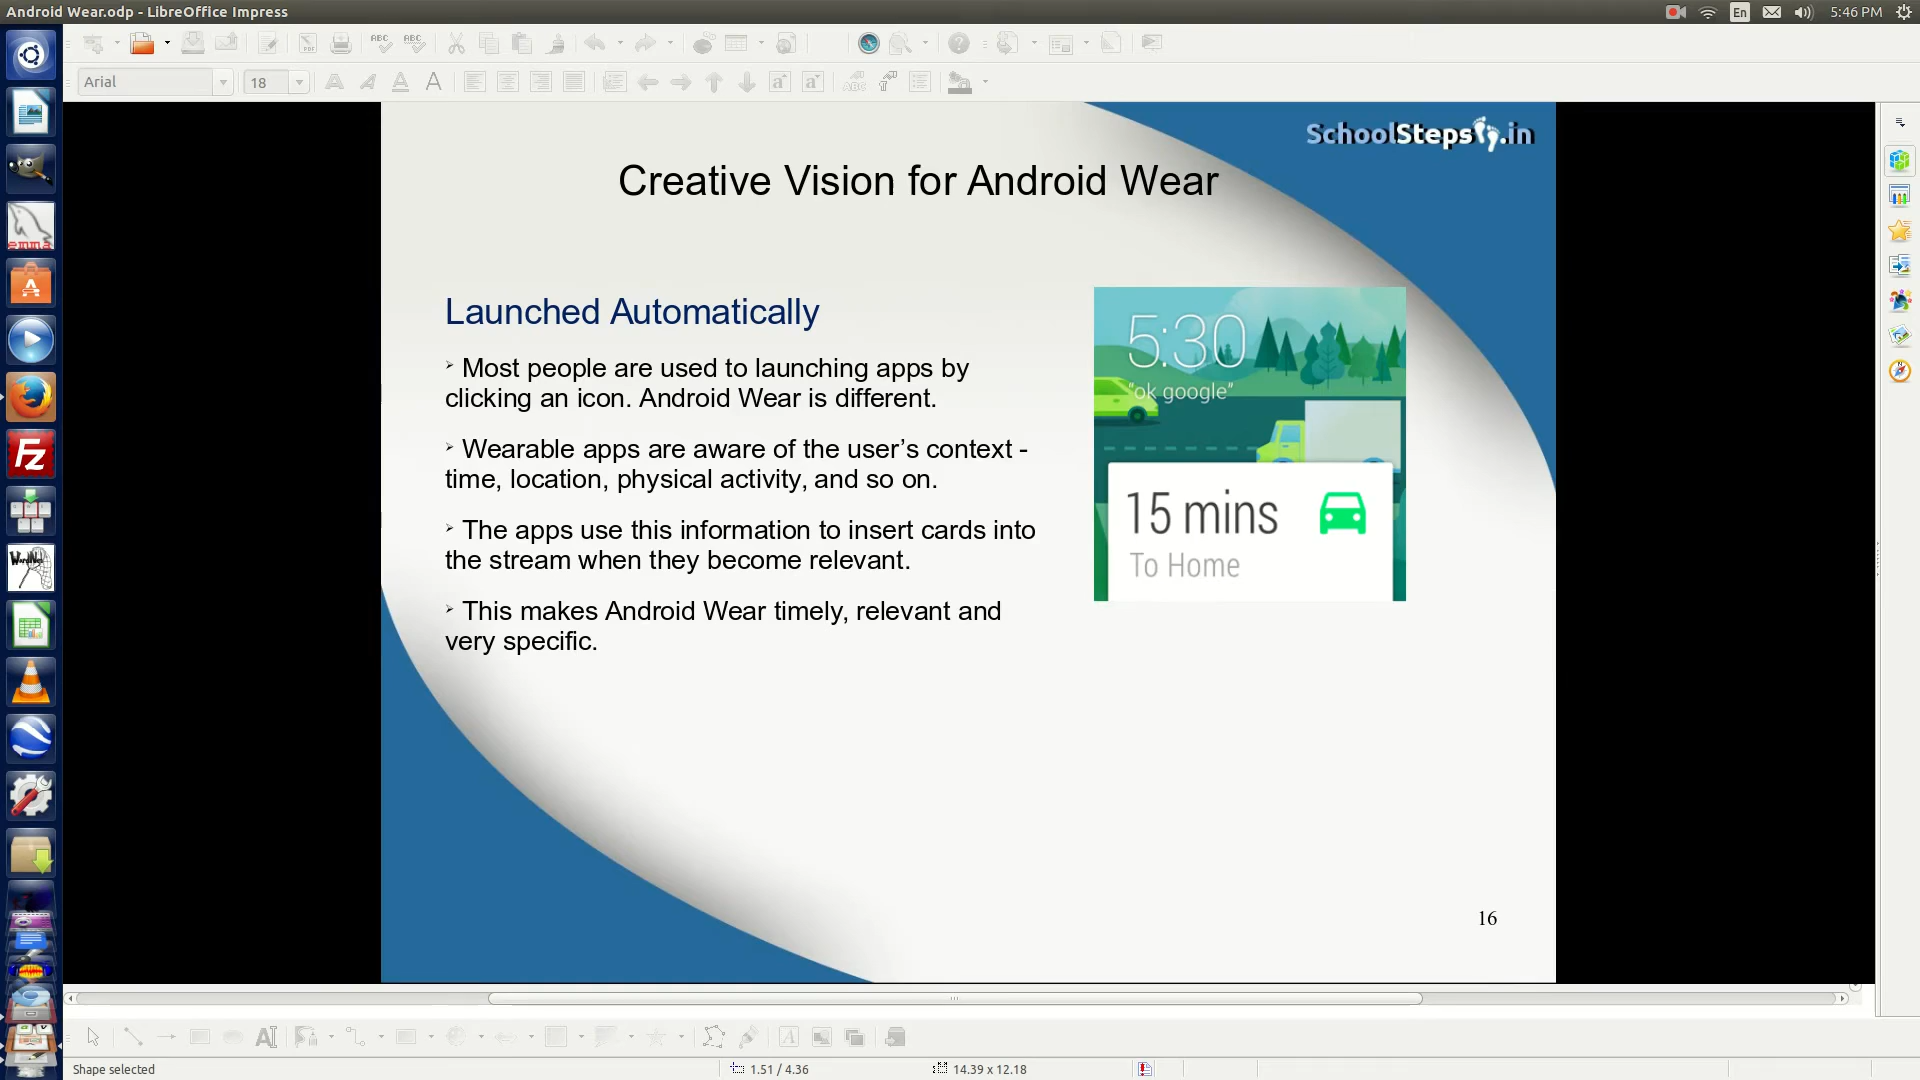 Android Wear.odp - LibreOffice Impress
En
5:46 PM
Arial
18
SchoolSteps.in
Creative Vision for Android Wear
Launched Automatically
Most people are used to launching apps by
clicking an icon. Android Wear is different.
Wearable apps are aware of the user’s context -
time, location, physical activity, and so on.
The apps use this information to insert cards into
the stream when they become relevant.
This makes Android Wear timely, relevant and
very specific.
5:30
"ok google"
15 mins
To Home
16
Shape selected
1.51 / 4.36
14.39 x 12.18